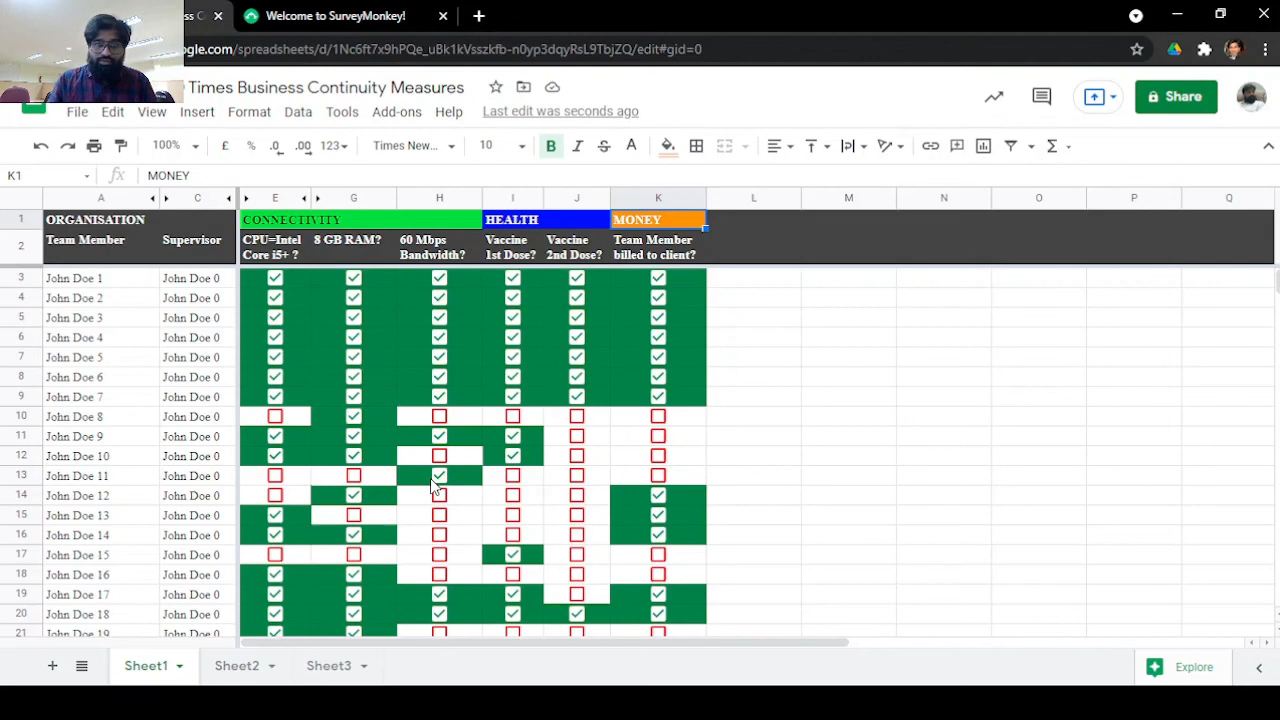 ss C
Welcome to SurveyMonkey!
gle.com/spreadsheets/d/1Nc6ft7x9hPQe_uBk1kVsszkfb-n0yp3dqyRsL9TbjZQ/edit#gid=0
Times Business Continuity Measures
File Edit View Insert Format Data Tools Add-ons Help Last edit was seconds ago
Share
100% £ % .0 .00 123 Times New... 10 B I S A
K1 fx MONEY
A C E G H I J K L M N O P Q
1 ORGANISATION CONNECTIVITY HEALTH MONEY
2 Team Member Supervisor CPU=Intel Core i5+ ? 8 GB RAM? 60 Mbps Bandwidth? Vaccine 1st Dose? Vaccine 2nd Dose? Team Member billed to client?
3 John Doe 1 John Doe 0
4 John Doe 2 John Doe 0
5 John Doe 3 John Doe 0
6 John Doe 4 John Doe 0
7 John Doe 5 John Doe 0
8 John Doe 6 John Doe 0
9 John Doe 7 John Doe 0
10 John Doe 8 John Doe 0
11 John Doe 9 John Doe 0
12 John Doe 10 John Doe 0
13 John Doe 11 John Doe 0
14 John Doe 12 John Doe 0
15 John Doe 13 John Doe 0
16 John Doe 14 John Doe 0
17 John Doe 15 John Doe 0
18 John Doe 16 John Doe 0
19 John Doe 17 John Doe 0
20 John Doe 18 John Doe 0
21 John Doe 19 John Doe 0
Sheet1 Sheet2 Sheet3 Explore